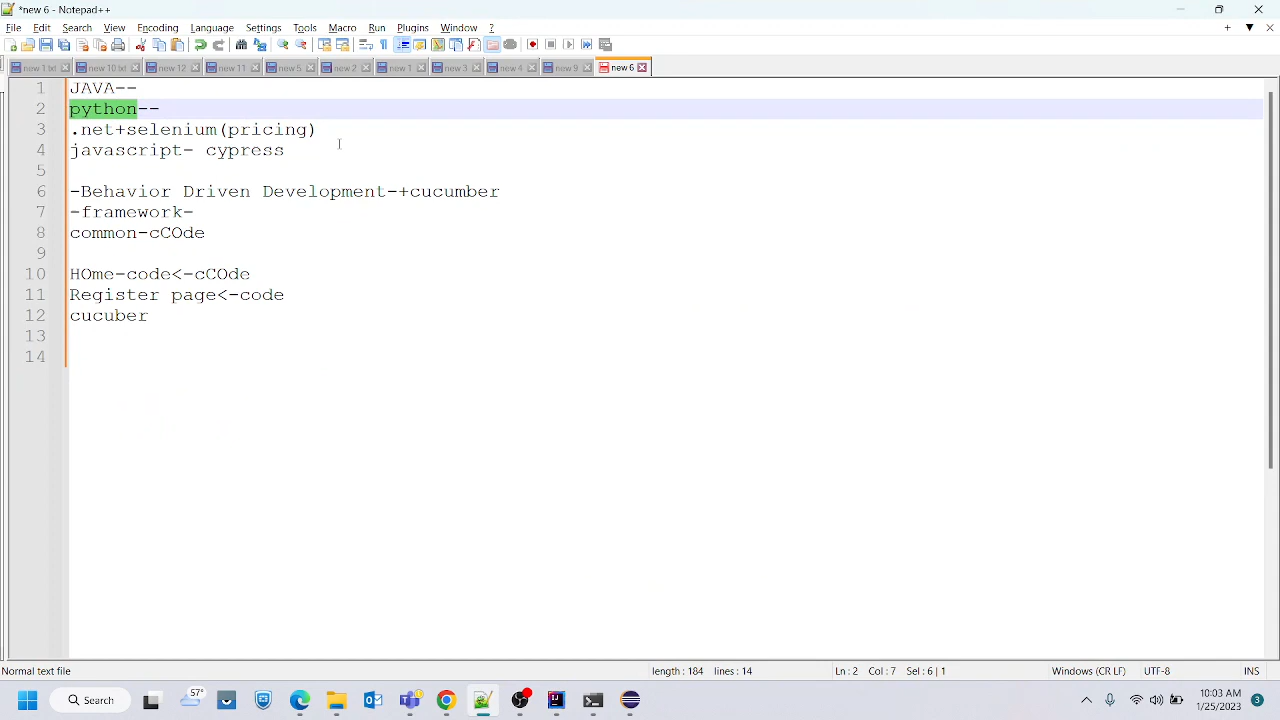 *new 6 - Notepad++
File Edit Search View Encoding Language Settings Tools Macro Run Plugins Window ?
new 1.txt new 10.txt new 12 new 11 new 5 new 2 new 1 new 3 new 4 new 9 new 6
1 JAVA--
2 python--
3 .net+selenium(pricing)
4 javascript- cypress
5
6 -Behavior Driven Development-+cucumber
7 -framework-
8 common-cCOde
9
10 HOme-code<-cCOde
11 Register page<-code
12 cucuber
13
14
Normal text file length : 184 lines : 14 Ln : 2 Col : 7 Sel : 6 | 1 Windows (CR LF) UTF-8 INS
57° Search 10:03 AM
1/25/2023 3